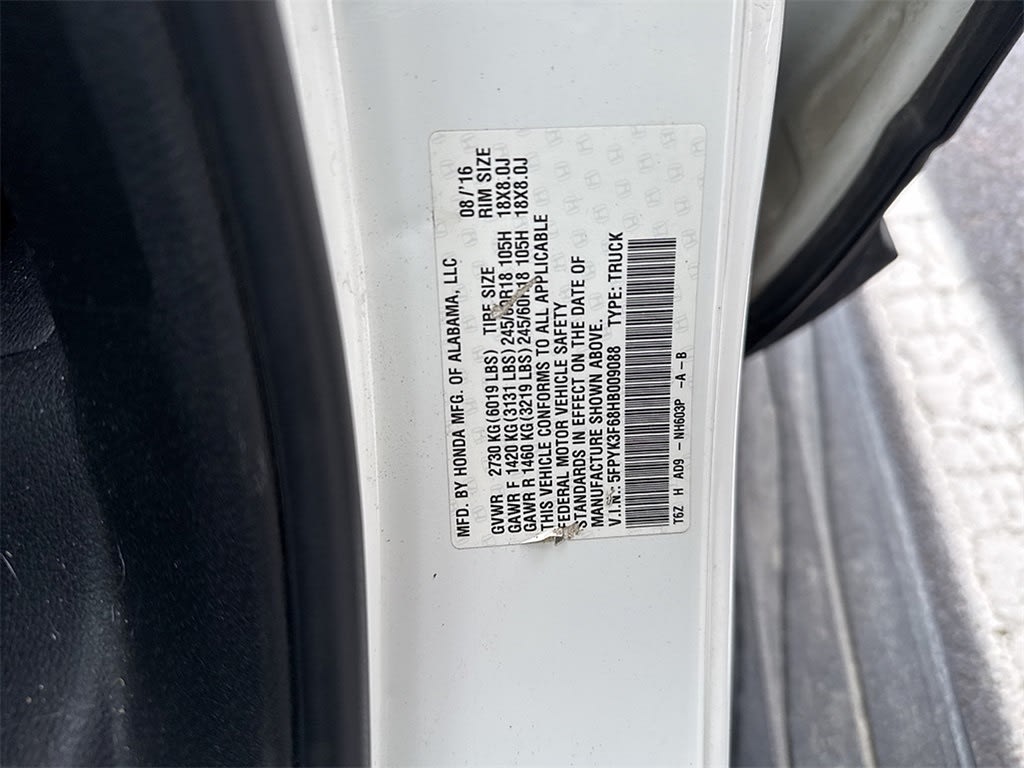 MFD. BY HONDA MFG. OF ALABAMA, LLC 08/'16
GVWR 2730 KG (6019 LBS) TIRE SIZE RIM SIZE
GAWR F 1420 KG (3131 LBS) 245/60R18 105H 18X8.0J
GAWR R 1460 KG (3219 LBS) 245/60R18 105H 18X8.0J
THIS VEHICLE CONFORMS TO ALL APPLICABLE
FEDERAL MOTOR VEHICLE SAFETY
STANDARDS IN EFFECT ON THE DATE OF
MANUFACTURE SHOWN ABOVE.
V.I.N.: 5FPYK3F68HB009088 TYPE: TRUCK
T6Z H AD9 - NH603P -A-B